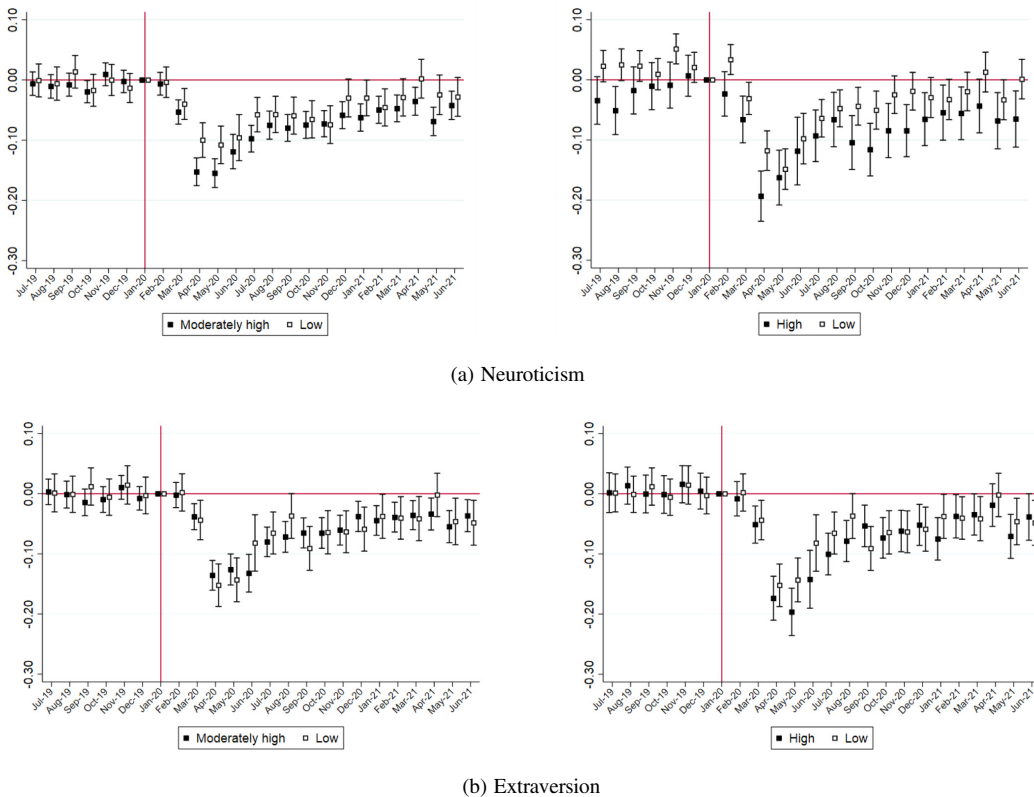 0.10
0.00
-0.10
-0.20
-0.30
Jul-19 Aug-19 Sep-19 Oct-19 Nov-19 Dec-19 Jan-20 Feb-20 Mar-20 Apr-20 May-20 Jun-20 Jul-20 Aug-20 Sep-20 Oct-20 Nov-20 Dec-20 Jan-21 Feb-21 Mar-21 Apr-21 May-21 Jun-21
Moderately high Low
0.10
0.00
-0.10
-0.20
-0.30
Jul-19 Aug-19 Sep-19 Oct-19 Nov-19 Dec-19 Jan-20 Feb-20 Mar-20 Apr-20 May-20 Jun-20 Jul-20 Aug-20 Sep-20 Oct-20 Nov-20 Dec-20 Jan-21 Feb-21 Mar-21 Apr-21 May-21 Jun-21
High Low
(a) Neuroticism
0.10
0.00
-0.10
-0.20
-0.30
Jul-19 Aug-19 Sep-19 Oct-19 Nov-19 Dec-19 Jan-20 Feb-20 Mar-20 Apr-20 May-20 Jun-20 Jul-20 Aug-20 Sep-20 Oct-20 Nov-20 Dec-20 Jan-21 Feb-21 Mar-21 Apr-21 May-21 Jun-21
Moderately high Low
0.10
0.00
-0.10
-0.20
-0.30
Jul-19 Aug-19 Sep-19 Oct-19 Nov-19 Dec-19 Jan-20 Feb-20 Mar-20 Apr-20 May-20 Jun-20 Jul-20 Aug-20 Sep-20 Oct-20 Nov-20 Dec-20 Jan-21 Feb-21 Mar-21 Apr-21 May-21 Jun-21
High Low
(b) Extraversion